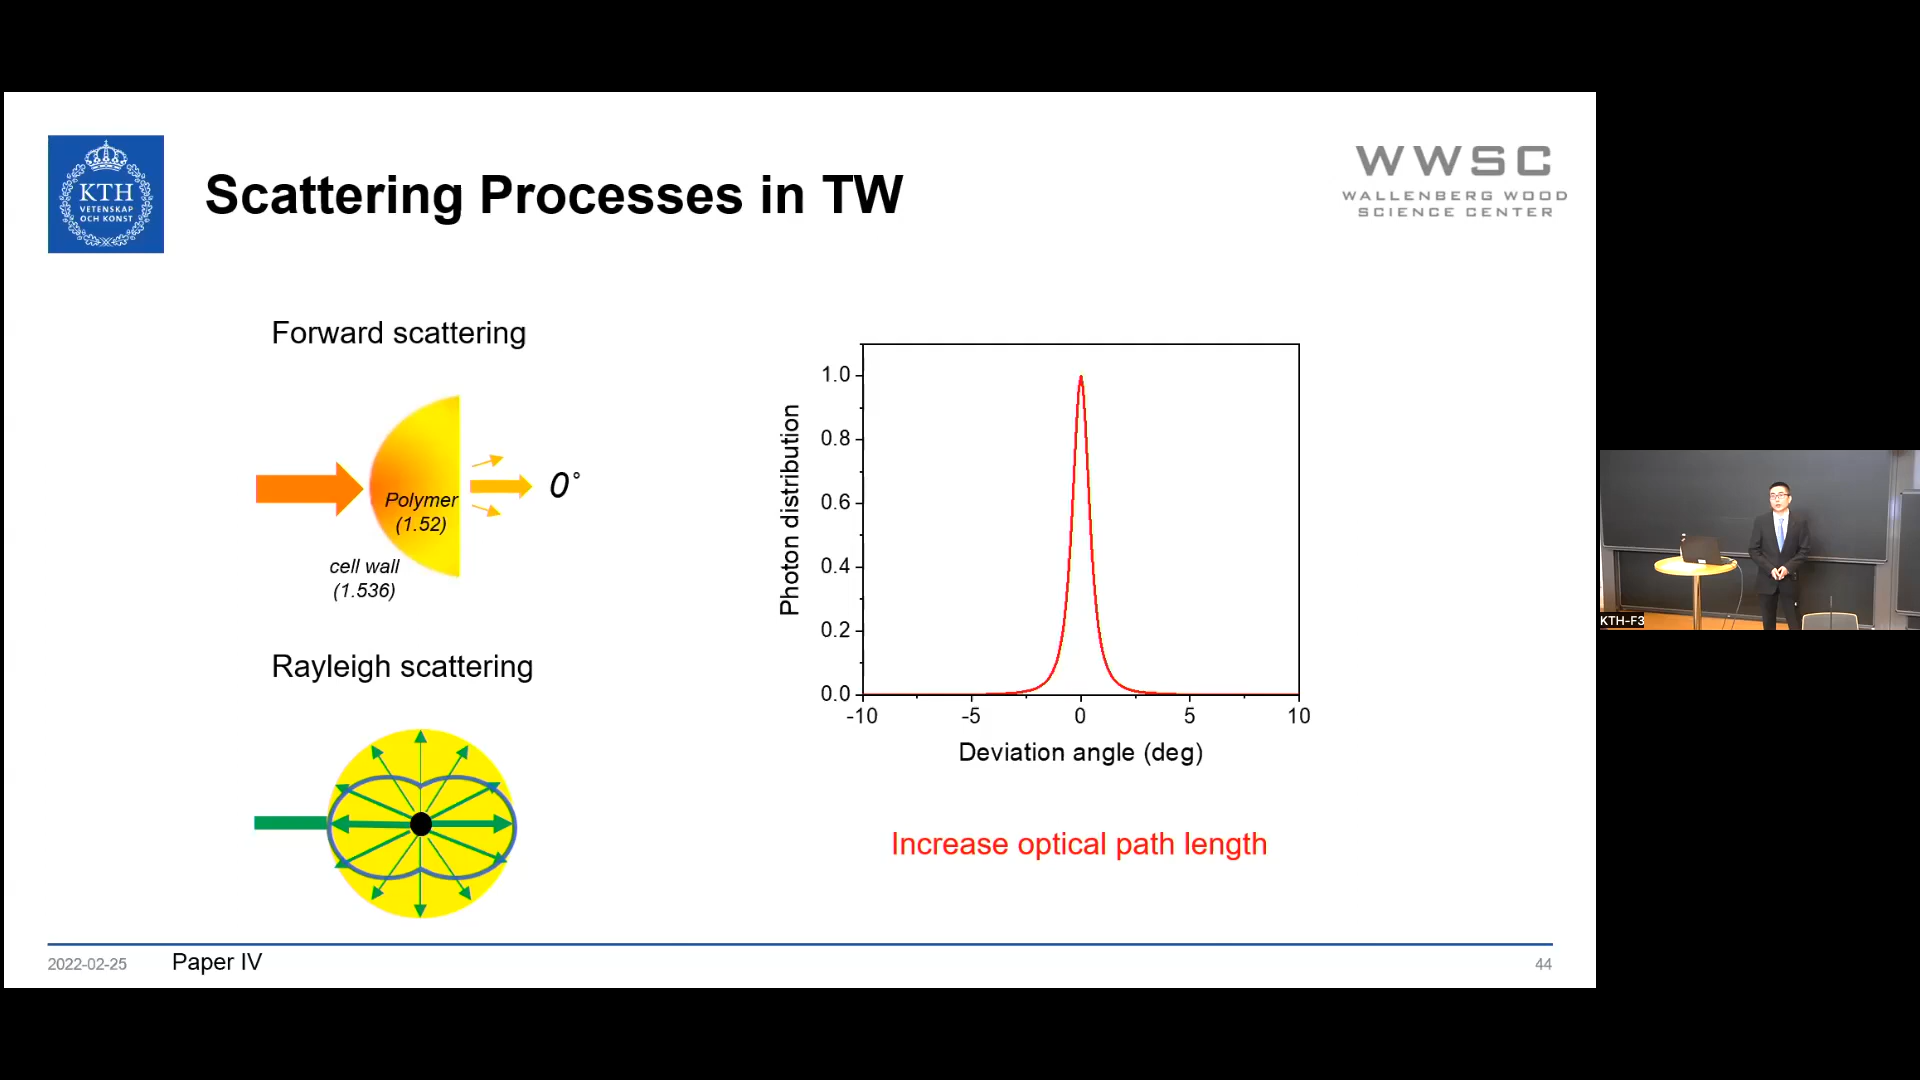 KTH
VETENSKAP
OCH KONST
Scattering Processes in TW
WWSC
WALLENBERG WOOD
SCIENCE CENTER
Forward scattering
Polymer
(1.52)
0°
cell wall
(1.536)
Rayleigh scattering
Photon distribution
1.0
0.8
0.6
0.4
0.2
0.0
-10 -5 0 5 10
Deviation angle (deg)
Increase optical path length
2022-02-25
Paper IV
44
KTH-F3